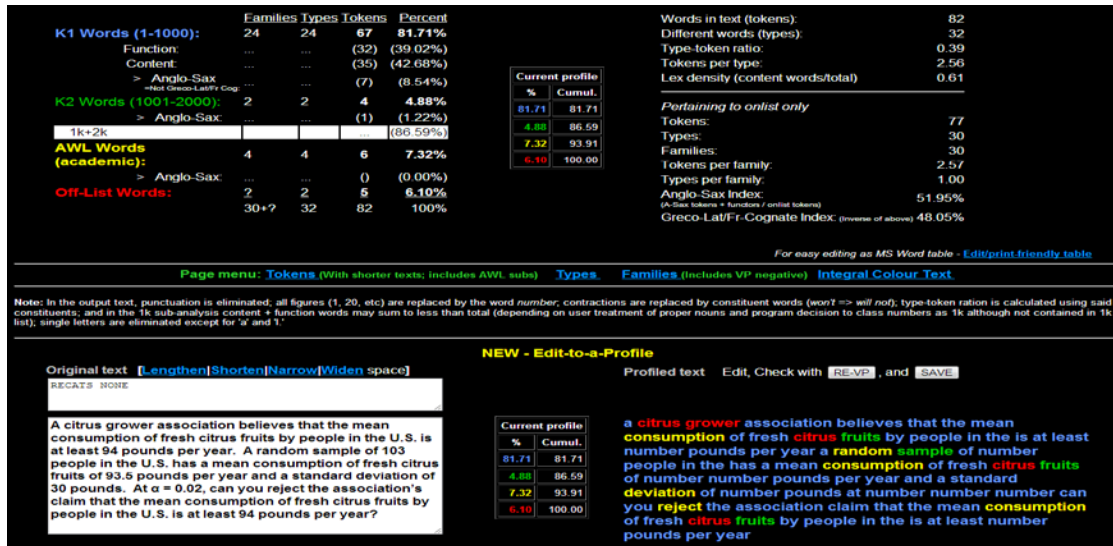 Families Types Tokens Percent
K1 Words (1-1000): 24 24 67 81.71%
Function: ... ... (32) (39.02%)
Content: ... ... (35) (42.68%)
> Anglo-Sax ... ... (7) (8.54%)
=Not Greco-Lat/Fr Cog:
K2 Words (1001-2000): 2 2 4 4.88%
> Anglo-Sax: ... ... (1) (1.22%)
1k+2k ... (86.59%)
AWL Words
(academic): 4 4 6 7.32%
> Anglo-Sax: ... ... () (0.00%)
Off-List Words: ? 2 5 6.10%
30+? 32 82 100%
Current profile
% Cumul.
81.71 81.71
4.88 86.59
7.32 93.91
6.10 100.00
Words in text (tokens): 82
Different words (types): 32
Type-token ratio: 0.39
Tokens per type: 2.56
Lex density (content words/total) 0.61
Pertaining to onlist only
Tokens: 77
Types: 30
Families: 30
Tokens per family: 2.57
Types per family: 1.00
Anglo-Sax Index: 51.95%
(A-Sax tokens + functors / onlist tokens)
Greco-Lat/Fr-Cognate Index: (Inverse of above) 48.05%
For easy editing as MS Word table - Edit/print friendly table
Page menu: Tokens (With shorter texts; includes AWL subs) Types Families (Includes VP negative) Integral Colour Text
Note: In the output text, punctuation is eliminated; all figures (1, 20, etc) are replaced by the word number; contractions are replaced by constituent words (won't => will not); type-token ration is calculated using said
constituents; and in the 1k sub-analysis content + function words may sum to less than total (depending on user treatment of proper nouns and program decision to class numbers as 1k although not contained in 1k
list); single letters are eliminated except for 'a' and 'I.'
NEW - Edit-to-a-Profile
Original text [Lengthen|Shorten|Narrow|Widen space]
RECATS NONE
A citrus grower association believes that the mean
consumption of fresh citrus fruits by people in the U.S. is
at least 94 pounds per year. A random sample of 103
people in the U.S. has a mean consumption of fresh citrus
fruits of 93.5 pounds per year and a standard deviation of
30 pounds. At α = 0.02, can you reject the association's
claim that the mean consumption of fresh citrus fruits by
people in the U.S. is at least 94 pounds per year?
Current profile
% Cumul.
81.71 81.71
4.88 86.59
7.32 93.91
6.10 100.00
Profiled text Edit, Check with RE-VP , and SAVE
a citrus grower association believes that the mean
consumption of fresh citrus fruits by people in the is at least
number pounds per year a random sample of number
people in the has a mean consumption of fresh citrus fruits
of number number pounds per year and a standard
deviation of number pounds at number number number can
you reject the association claim that the mean consumption
of fresh citrus fruits by people in the is at least number
pounds per year